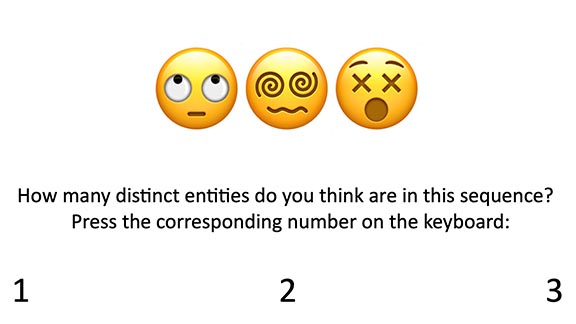 How many distinct entities do you think are in this sequence?
Press the corresponding number on the keyboard:
1 2 3